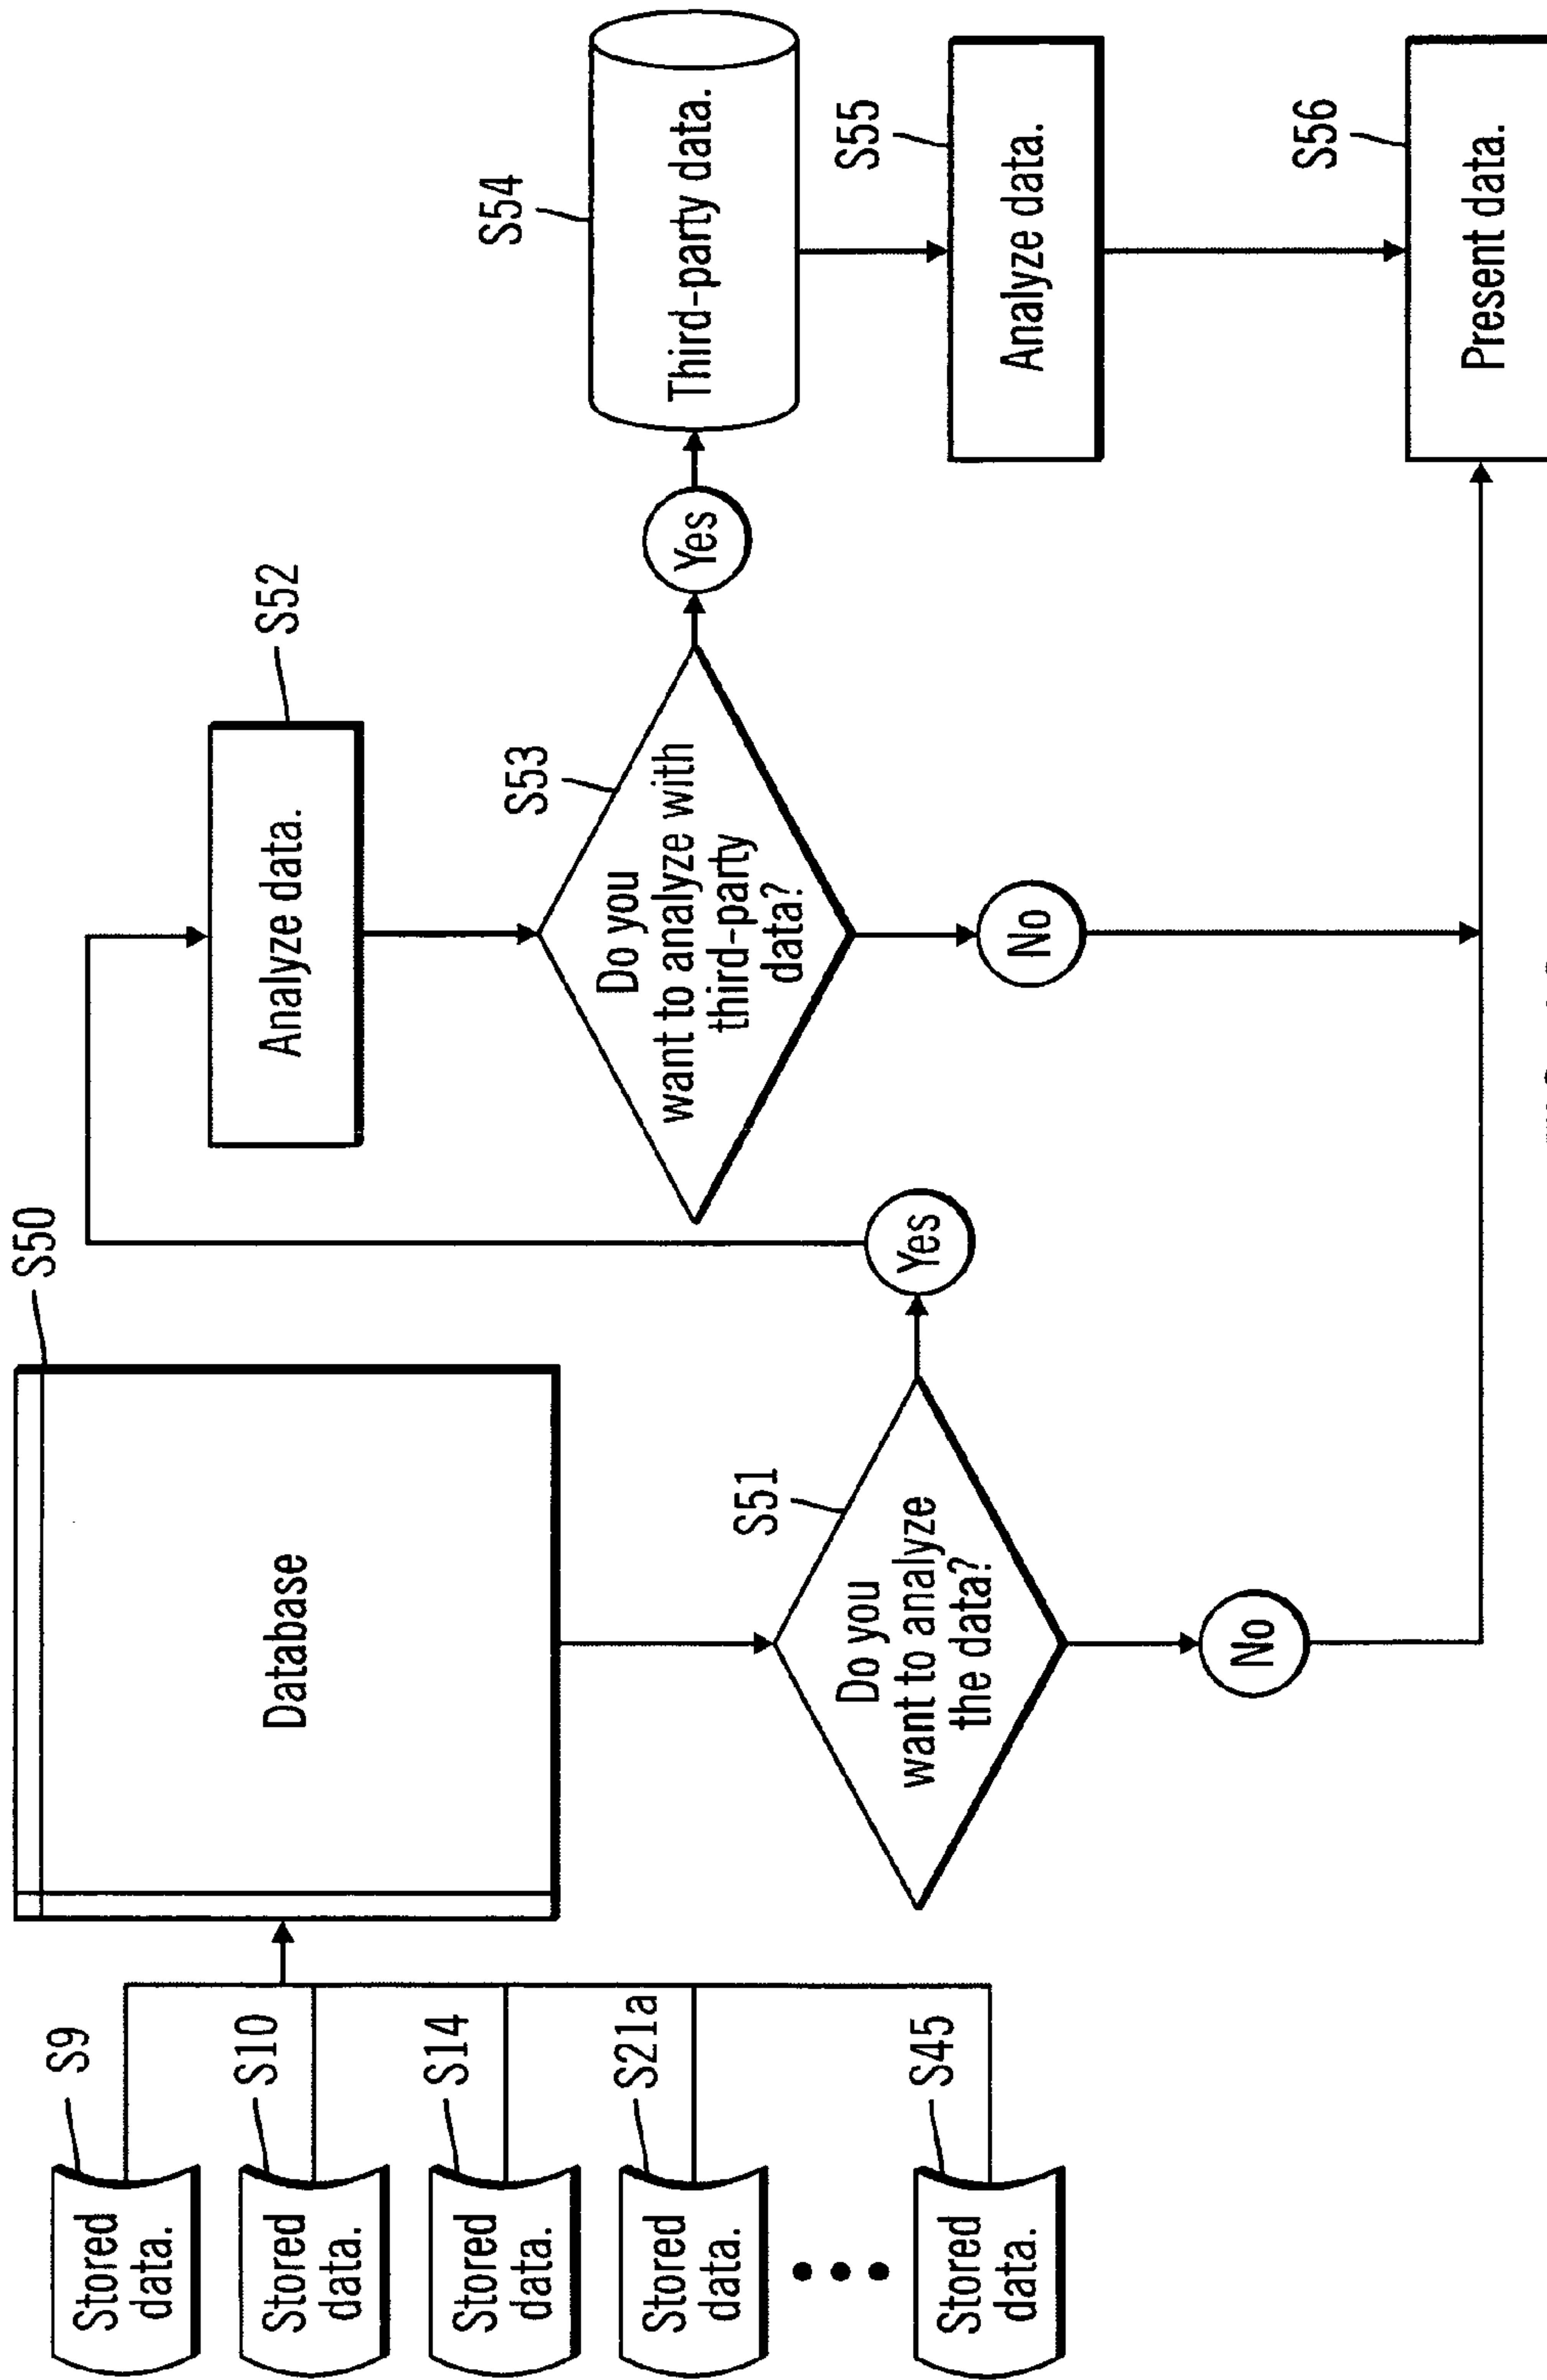 S9
Stored
data.
S10
Stored
data.
S14
Stored
data.
S21a
Stored
data.
S45
Stored
data.
S50
Database
S51
Do you
want to analyze
the data?
Yes
No
S52
Analyze data.
S53
Do you
want to analyze with
third-party
data?
Yes
No
S54
Third-party data.
S55
Analyze data.
S56
Present data.